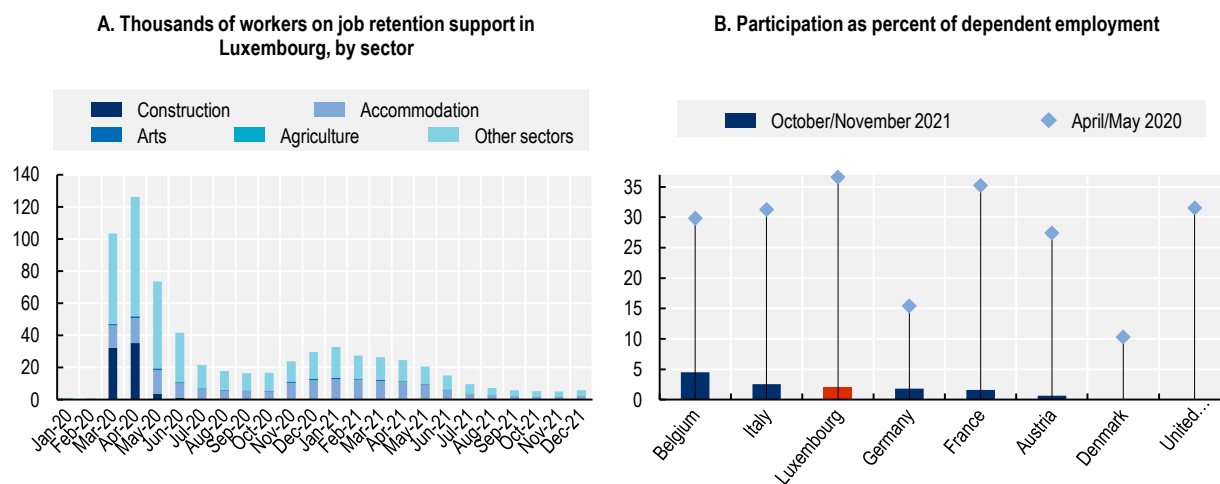 A. Thousands of workers on job retention support in
Luxembourg, by sector
Construction
Accommodation
Arts
Agriculture
Other sectors
140
120
100
80
60
40
20
0
Jan-20
Feb-20
Mar-20
Apr-20
May-20
Jun-20
Jul-20
Aug-20
Sep-20
Oct-20
Nov-20
Dec-20
Jan-21
Feb-21
Mar-21
Apr-21
May-21
Jun-21
Jul-21
Aug-21
Sep-21
Oct-21
Nov-21
Dec-21
B. Participation as percent of dependent employment
October/November 2021
April/May 2020
35
30
25
20
15
10
5
0
Belgium
Italy
Luxembourg
Germany
France
Austria
Denmark
United...